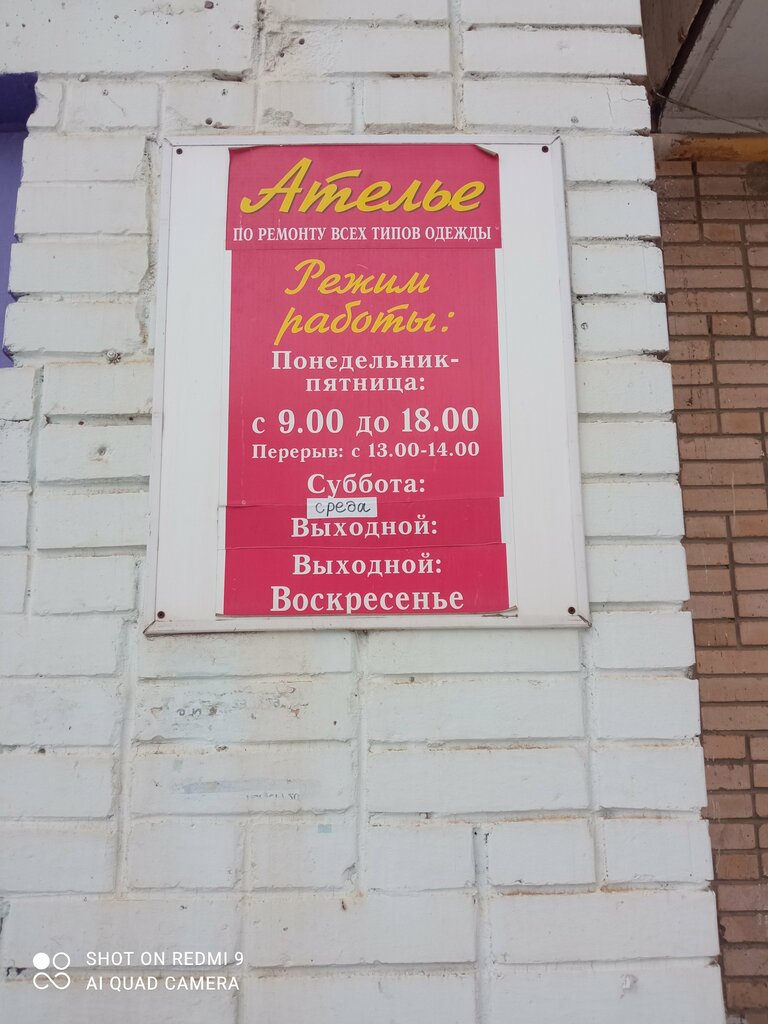 Ателье
ПО РЕМОНТУ ВСЕХ ТИПОВ ОДЕЖДЫ
Режим
работы:
Понедельник-
пятница:
с 9.00 до 18.00
Перерыв: с 13.00-14.00
Суббота:
среда
Выходной:
Выходной:
Воскресенье
SHOT ON REDMI 9
AI QUAD CAMERA